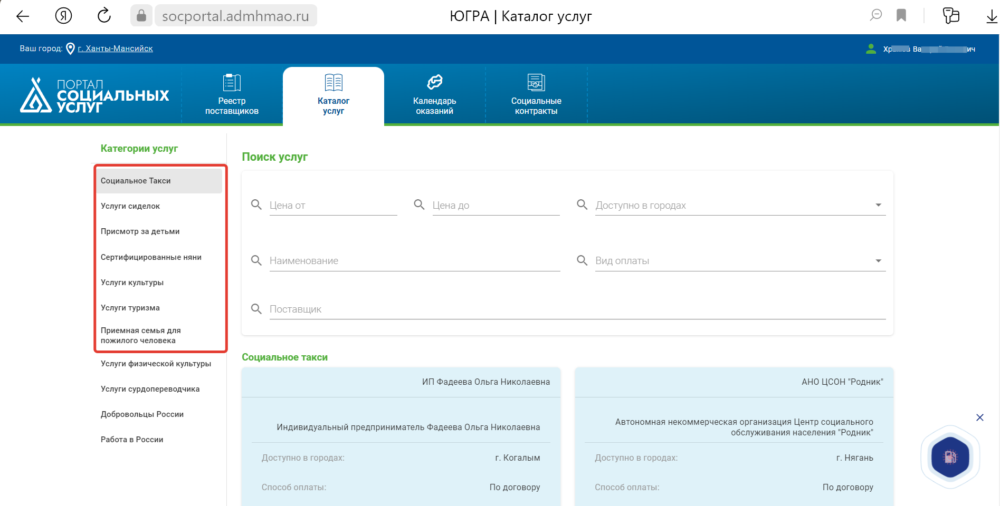 Я
socportal.admhmao.ru
ЮГРА | Каталог услуг
Ваш город: г. Ханты-Мансийск
ПОРТАЛ
СОЦИАЛЬНЫХ
УСЛУГ
Реестр
поставщиков
Каталог
услуг
Календарь
оказаний
Социальные
контракты
Категории услуг
Социальное Такси
Услуги сиделок
Присмотр за детьми
Сертифицированные няни
Услуги культуры
Услуги туризма
Приемная семья для
пожилого человека
Услуги физической культуры
Услуги сурдопереводчика
Добровольцы России
Работа в России
Поиск услуг
Цена от
Цена до
Доступно в городах
Наименование
Вид оплаты
Поставщик
Социальное такси
ИП Фадеева Ольга Николаевна
Индивидуальный предприниматель Фадеева Ольга Николаевна
Доступно в городах: г. Когалым
Способ оплаты: По договору
АНО ЦСОН "Родник"
Автономная некоммерческая организация Центр социального
обслуживания населения "Родник"
Доступно в городах: г. Нягань
Способ оплаты: По договору